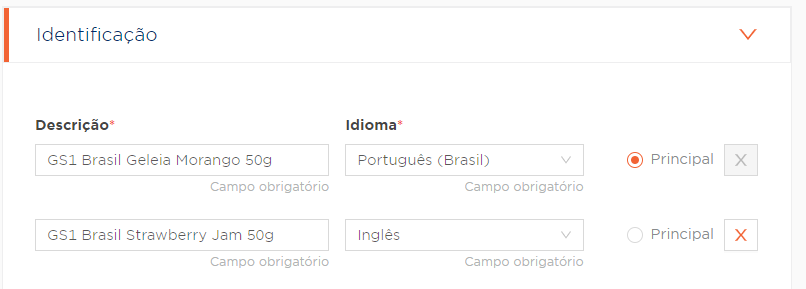 Identificação
Descrição* Idioma*
GS1 Brasil Geleia Morango 50g Português (Brasil) Principal X
Campo obrigatório Campo obrigatório
GS1 Brasil Strawberry Jam 50g Inglês Principal X
Campo obrigatório Campo obrigatório